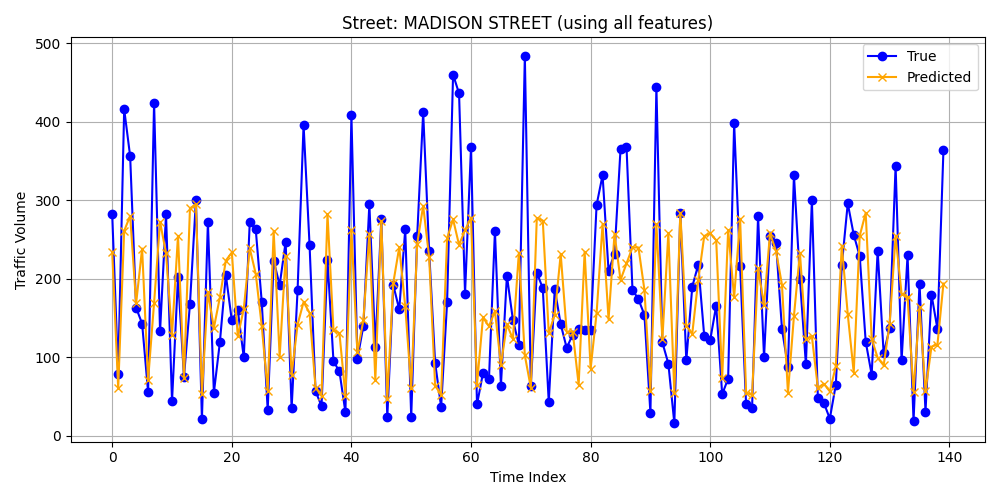 Street: MADISON STREET (using all features)
True
Predicted
Traffic Volume
500
400
300
200
100
0
0 20 40 60 80 100 120 140
Time Index